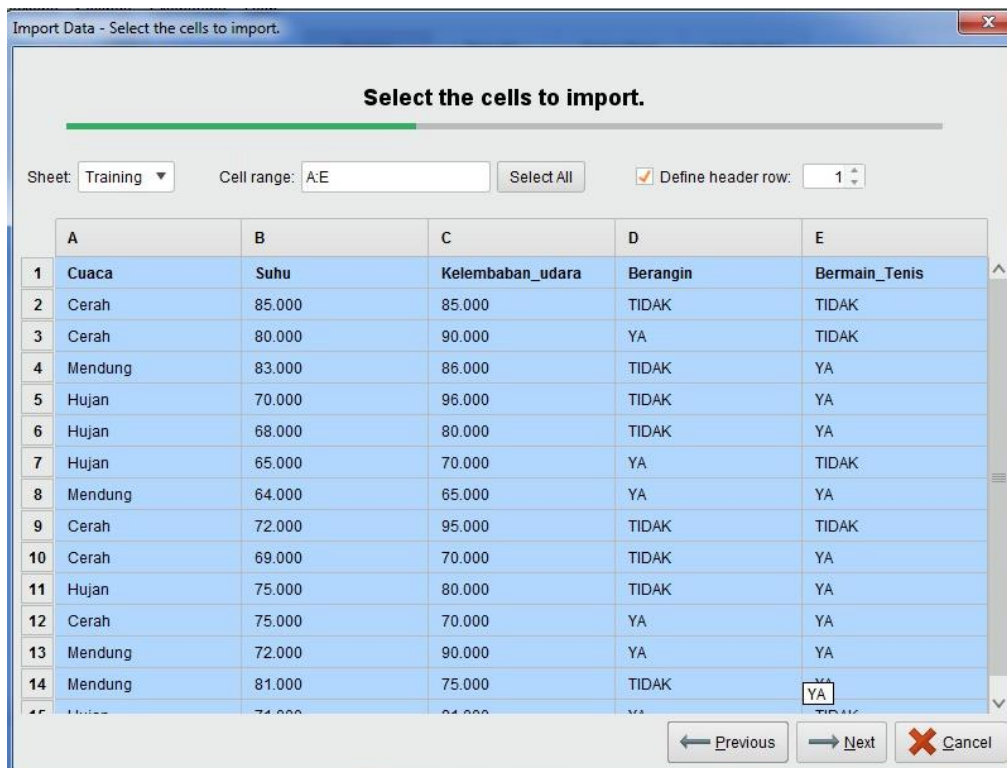 Import Data - Select the cells to import.
Select the cells to import.
Sheet: Training Cell range: A:E Select All Define header row: 1
A B C D E
1 Cuaca Suhu Kelembaban_udara Berangin Bermain_Tenis
2 Cerah 85.000 85.000 TIDAK TIDAK
3 Cerah 80.000 90.000 YA TIDAK
4 Mendung 83.000 86.000 TIDAK YA
5 Hujan 70.000 96.000 TIDAK YA
6 Hujan 68.000 80.000 TIDAK YA
7 Hujan 65.000 70.000 YA TIDAK
8 Mendung 64.000 65.000 YA YA
9 Cerah 72.000 95.000 TIDAK TIDAK
10 Cerah 69.000 70.000 TIDAK YA
11 Hujan 75.000 80.000 TIDAK YA
12 Cerah 75.000 70.000 YA YA
13 Mendung 72.000 90.000 YA YA
14 Mendung 81.000 75.000 TIDAK YA
YA
Previous Next Cancel